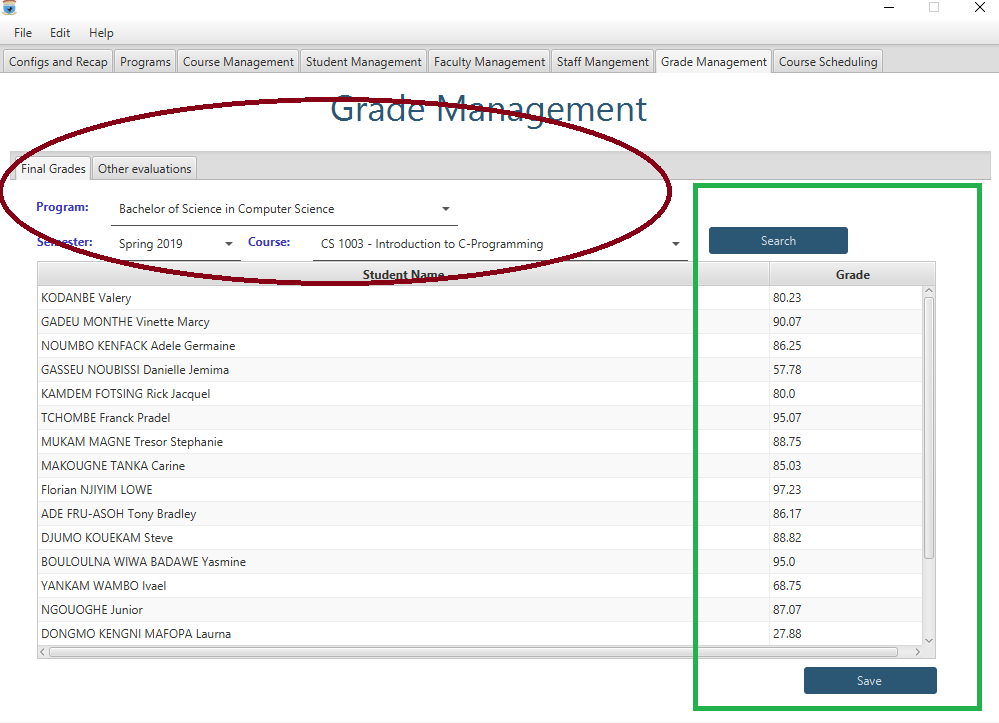 File Edit Help
Configs and Recap Programs Course Management Student Management Faculty Management Staff Mangement Grade Management Course Scheduling
Grade Management
Final Grades Other evaluations
Program: Bachelor of Science in Computer Science
Semester: Spring 2019 Course: CS 1003 - Introduction to C-Programming Search
Student Name Grade
KODANBE Valery 80.23
GADEU MONTHE Vinette Marcy 90.07
NOUMBO KENFACK Adele Germaine 86.25
GASSEU NOUBISSI Danielle Jemima 57.78
KAMDEM FOTSING Rick Jacquel 80.0
TCHOMBE Franck Pradel 95.07
MUKAM MAGNE Tresor Stephanie 88.75
MAKOUGNE TANKA Carine 85.03
Florian NJIYIM LOWE 97.23
ADE FRU-ASOH Tony Bradley 86.17
DJUMO KOUEKAM Steve 88.82
BOULOULNA WIWA BADAWE Yasmine 95.0
YANKAM WAMBO Ivael 68.75
NGOUOGHE Junior 87.07
DONGMO KENGNI MAFOPA Laurna 27.88
Save